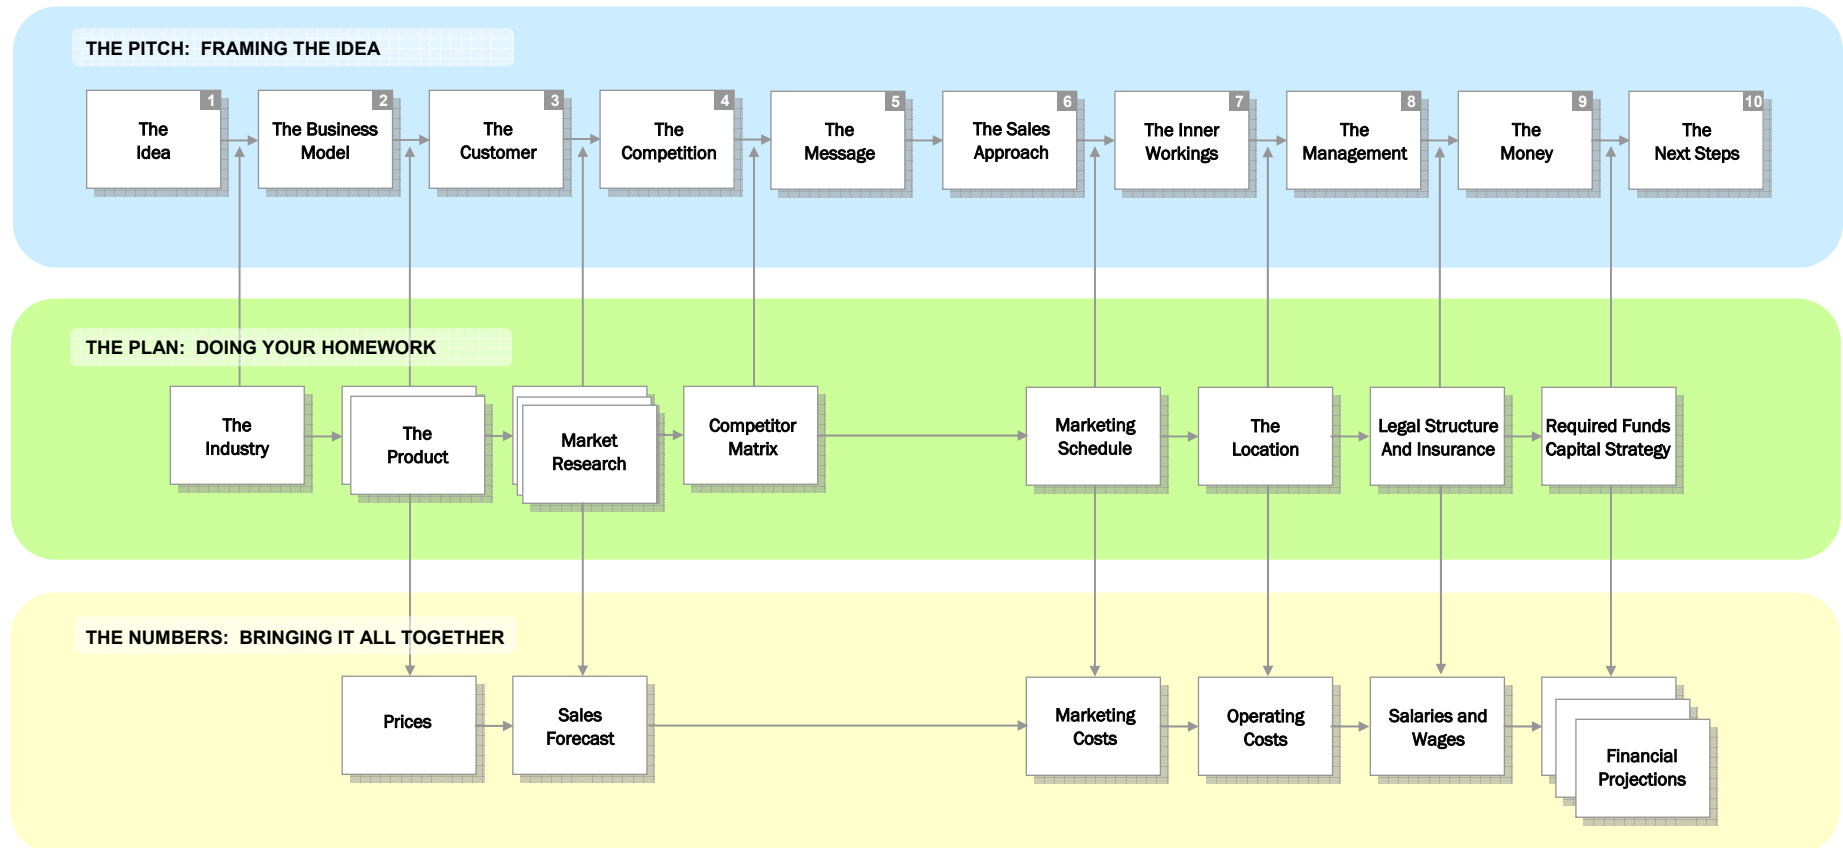 THE PITCH:  FRAMING THE IDEA
1
The
Idea
2
The Business
Model
3
The
Customer
4
The
Competition
5
The
Message
6
The Sales
Approach
7
The Inner
Workings
8
The
Management
9
The
Money
10
The
Next Steps
THE PLAN:  DOING YOUR HOMEWORK
The
Industry
The
Product
Market
Research
Competitor
Matrix
Marketing
Schedule
The
Location
Legal Structure
And Insurance
Required Funds
Capital Strategy
THE NUMBERS:  BRINGING IT ALL TOGETHER
Prices
Sales
Forecast
Marketing
Costs
Operating
Costs
Salaries and
Wages
Financial
Projections